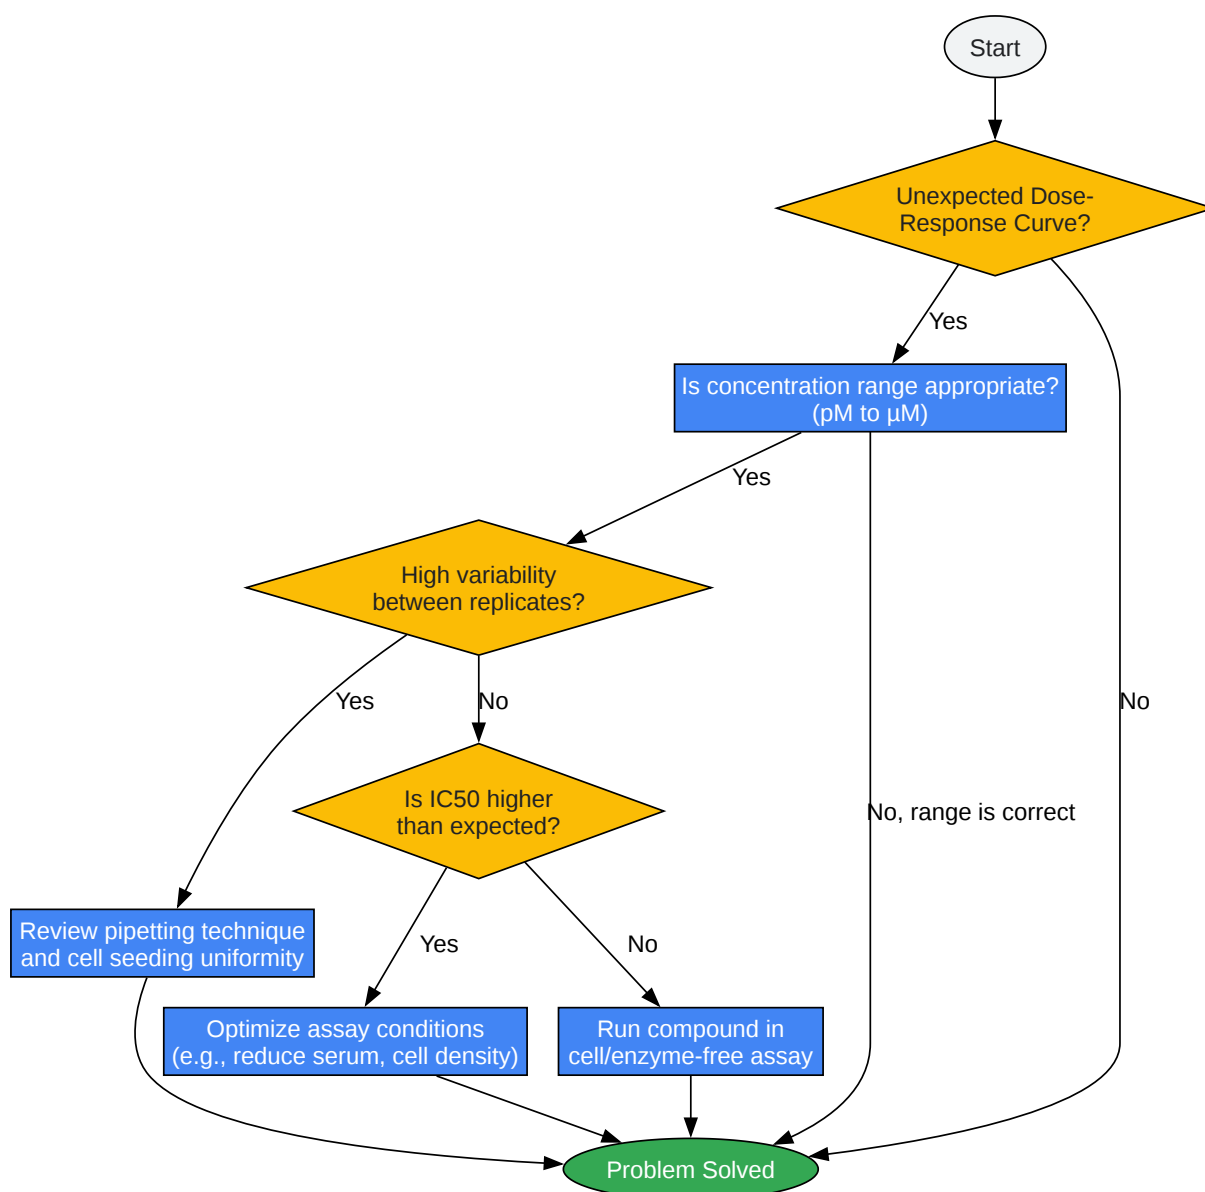 Start
Unexpected Dose-
Response Curve?
Yes
Is concentration range appropriate?
(pM to µM)
Yes
High variability
between replicates?
Yes
No
No
Is IC50 higher
than expected?
No, range is correct
Review pipetting technique
and cell seeding uniformity
Yes
No
Optimize assay conditions
(e.g., reduce serum, cell density)
Run compound in
cell/enzyme-free assay
Problem Solved